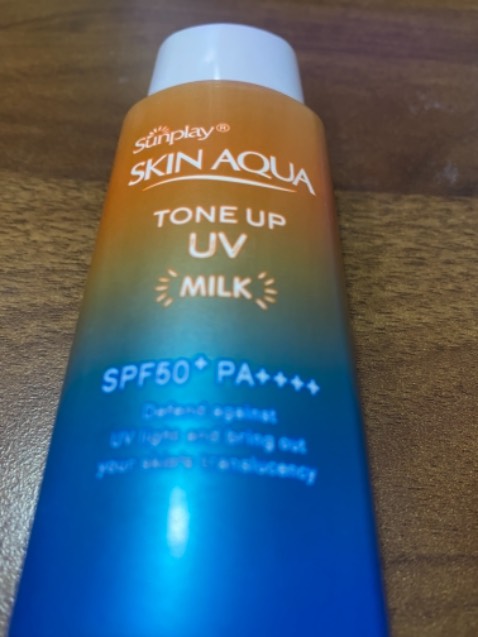 Sunplay®
SKIN AQUA
TONE UP
UV
MILK
SPF50+ PA++++
Defend against
UV light and bring out
your skin's translucency